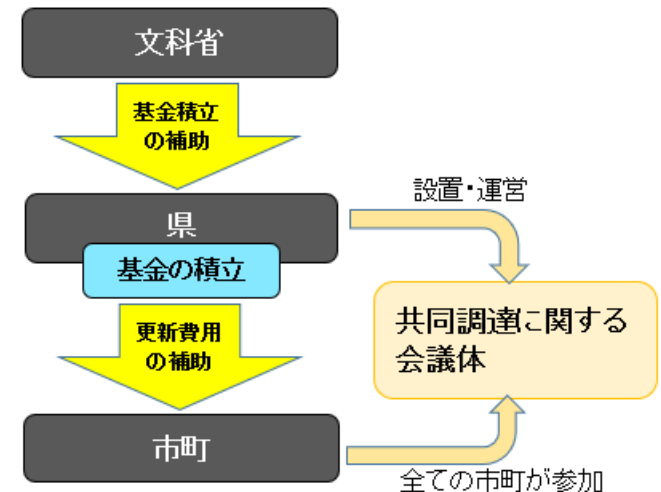 文科省
基金積立
の補助
設置・運営
県
基金の積立
共同調達に関する
会議体
更新費用
の補助
市町
全ての市町が参加